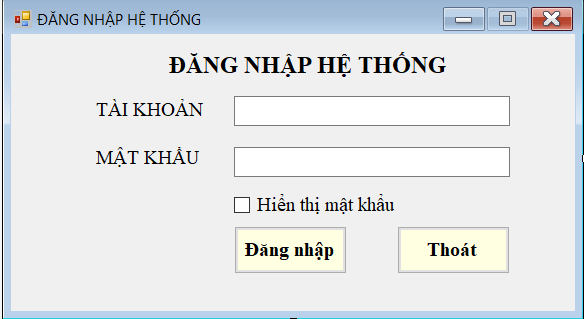 ĐĂNG NHẬP HỆ THỐNG
ĐĂNG NHẬP HỆ THỐNG
TÀI KHOẢN
MẬT KHẨU
Hiển thị mật khẩu
Đăng nhập
Thoát